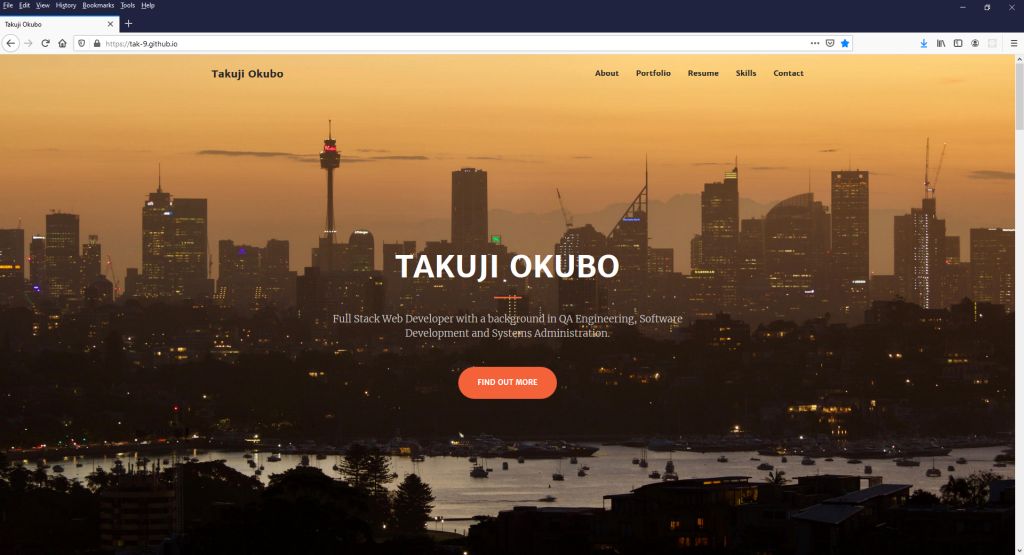 File Edit View History Bookmarks Tools Help
Takuji Okubo
https://tak-9.github.io
Takuji Okubo
About Portfolio Resume Skills Contact
TAKUJI OKUBO
Full Stack Web Developer with a background in QA Engineering, Software
Development and Systems Administration.
FIND OUT MORE